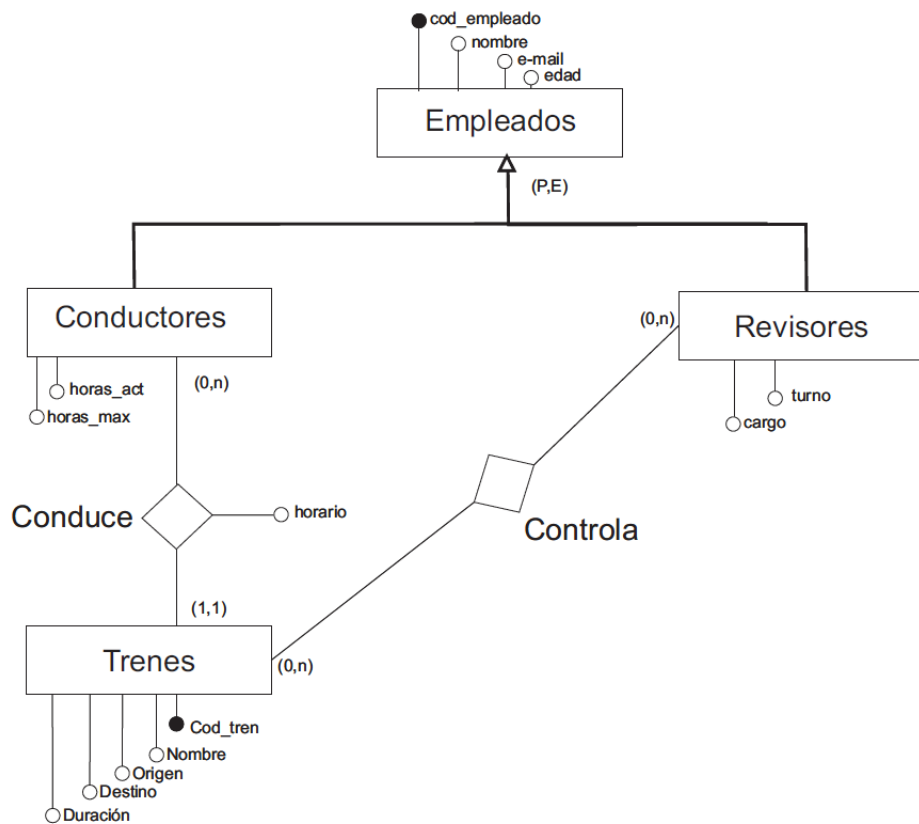 cod_empleado
nombre
e-mail
edad
Empleados
(P,E)
Conductores
(0,n)
horas_act
horas_max
(0,n)
Revisores
turno
cargo
Conduce
horario
Controla
(1,1)
Trenes
(0,n)
Cod_tren
Nombre
Origen
Destino
Duración